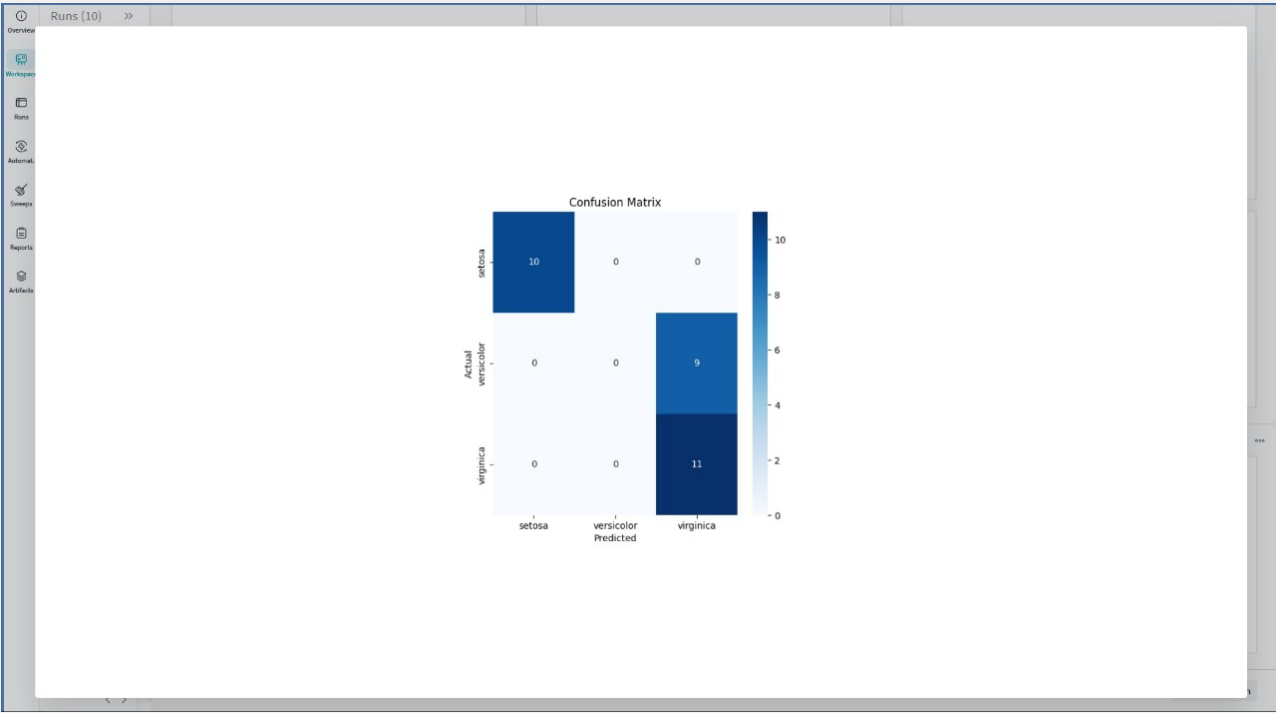 Runs (10)
Overview
Workspac
Runs
Automat.
Sweeps
Reports
Artifacts
Confusion Matrix
setosa
10 0 0
10
8
Actual
versicolor
0 0 9
6
4
virginica
0 0 11
2
0
setosa versicolor virginica
Predicted